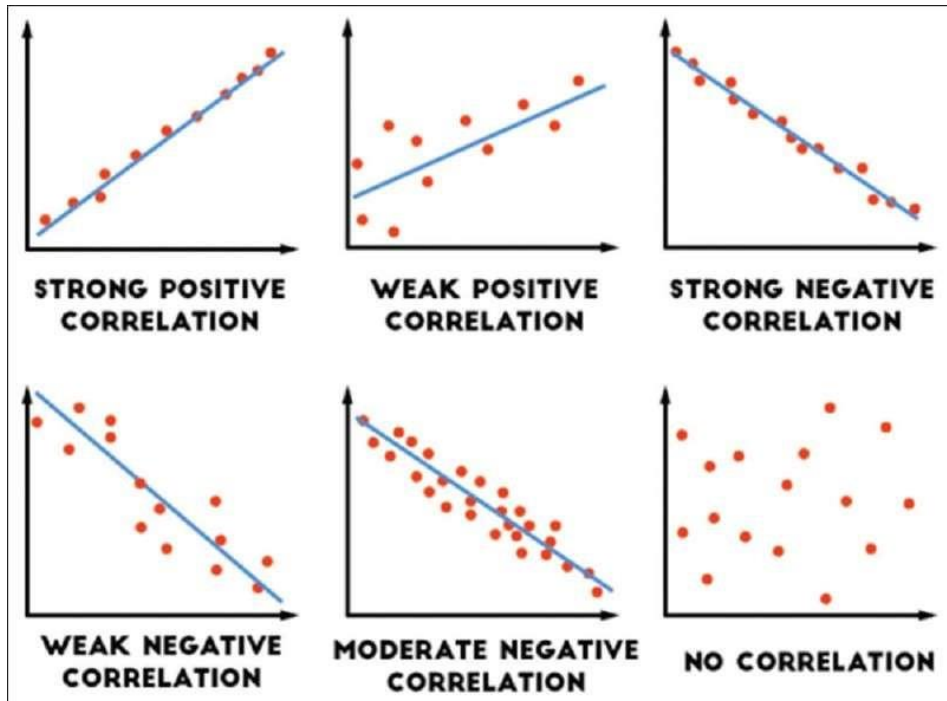 STRONG POSITIVE
CORRELATION
WEAK POSITIVE
CORRELATION
STRONG NEGATIVE
CORRELATION
WEAK NEGATIVE
CORRELATION
MODERATE NEGATIVE
CORRELATION
NO CORRELATION